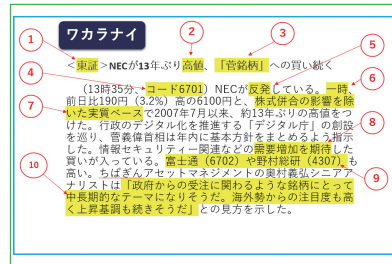 ワカラナイ
① ② ③
<東証>NECが13年ぶり高値、「菅銘柄」への買い続く
④ ⑤ ⑥
(13時35分、コード6701)NECが反発している。一時、
⑦ 前日比190円(3.2%)高の6100円と、株式併合の影響を除
いた実質ベースで2007年7月以来、約13年ぶりの高値をつ
けた。行政のデジタル化を推進する「デジタル庁」の創設
⑧
を巡り、菅義偉首相は年内に基本方針をまとめるよう指示
した。情報セキュリティー関連などの需要増加を期待した
⑩ 買いが入っている。富士通(6702)や野村総研(4307)も
⑨
高い。ちばぎんアセットマネジメントの奥村義弘シニアア
ナリストは「政府からの受注に関わるような銘柄にとって
中長期的なテーマになりそうだ。海外勢からの注目度も高
く上昇基調も続きそうだ」との見方を示した。